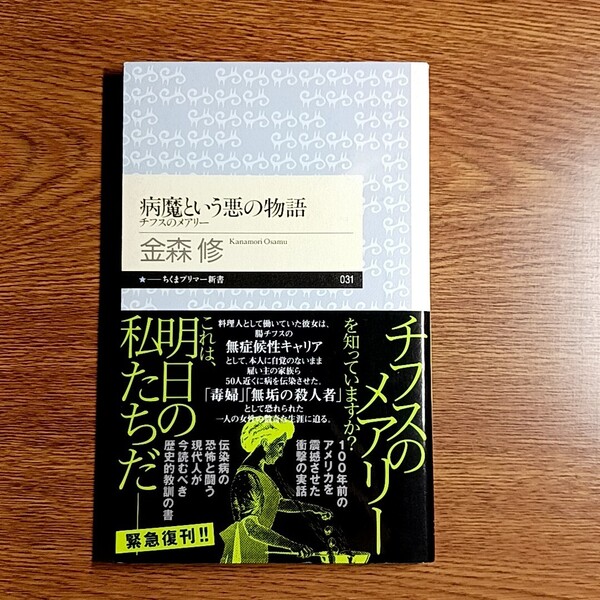 病魔という悪の物語
チフスのメアリー
金森 修
Kanamori Osamu
★──ちくまプリマー新書
031
チフスの
メアリー
を知っていますか?
100年前の
アメリカを
震撼させた
衝撃の実話
料理人として働いていた彼女は、
腸チフスの
無症候性キャリア
として、本人に自覚のないまま
雇い主の家族ら
50人近くに病を伝染させた。
「毒婦」「無垢の殺人者」
として恐れられた
一人の女性の数奇な生涯に迫る。
これは、
明日の
私たちだ──
伝染病の
恐怖と闘う
現代人が
今読むべき
歴史的教訓の書
緊急復刊!!